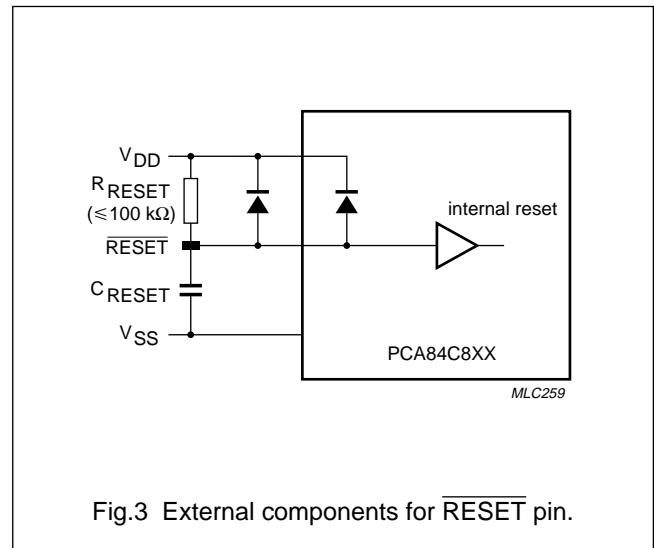 VDD
RRESET
(≤100 kΩ)
RESET
CRESET
VSS
internal reset
PCA84C8XX
MLC259
Fig.3 External components for RESET pin.